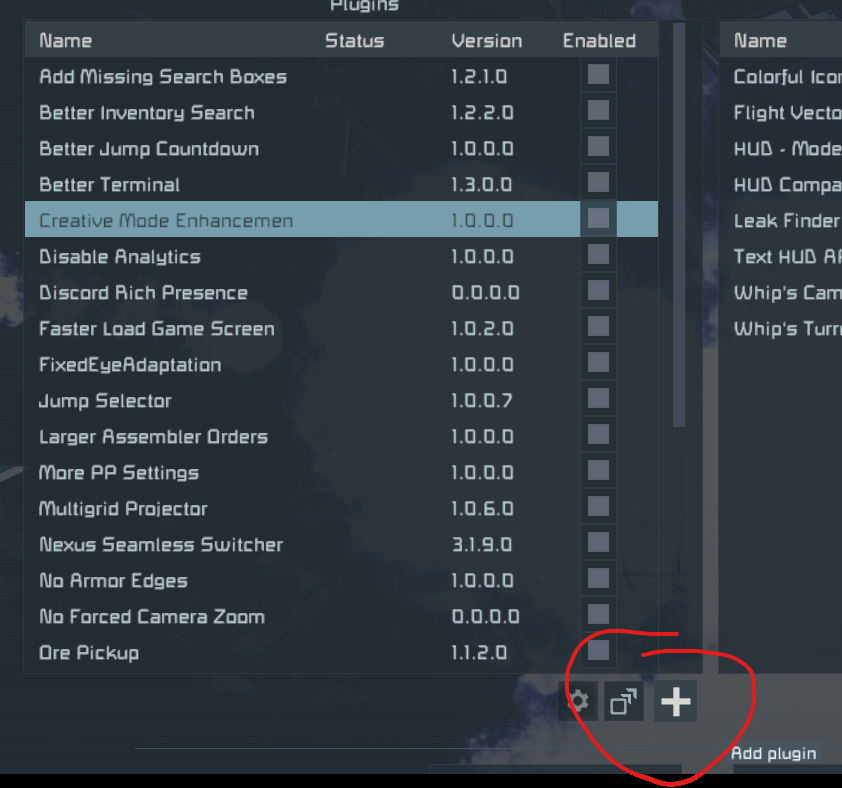 Plugins
Name Status Version Enabled
Add Missing Search Boxes 1.2.1.0
Better Inventory Search 1.2.2.0
Better Jump Countdown 1.0.0.0
Better Terminal 1.3.0.0
Creative Mode Enhancemen 1.0.0.0
Disable Analytics 1.0.0.0
Discord Rich Presence 0.0.0.0
Faster Load Game Screen 1.0.2.0
FixedEyeAdaptation 1.0.0.0
Jump Selector 1.0.0.7
Larger Assembler Orders 1.0.0.0
More PP Settings 1.0.0.0
Multigrid Projector 1.0.6.0
Nexus Seamless Switcher 3.1.9.0
No Armor Edges 1.0.0.0
No Forced Camera Zoom 0.0.0.0
Ore Pickup 1.1.2.0
Name
Colorful Icon
Flight Vecto
HUD - Mode
HUD Compa
Leak Finder
Text HUD AP
Whip's Cam
Whip's Turr
Add plugin